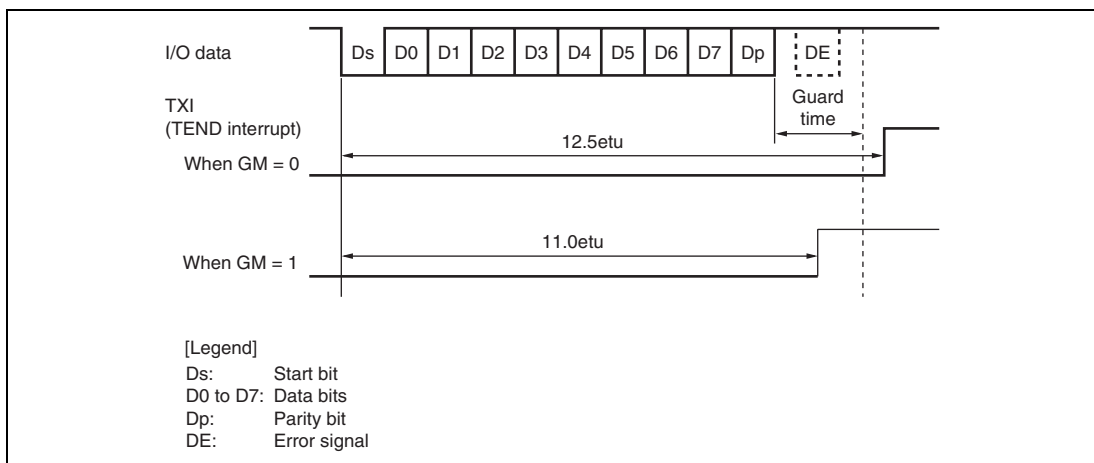 I/O data
Ds D0 D1 D2 D3 D4 D5 D6 D7 Dp DE
Guard
time
TXI
(TEND interrupt)
12.5etu
When GM = 0
11.0etu
When GM = 1
[Legend]
Ds: Start bit
D0 to D7: Data bits
Dp: Parity bit
DE: Error signal